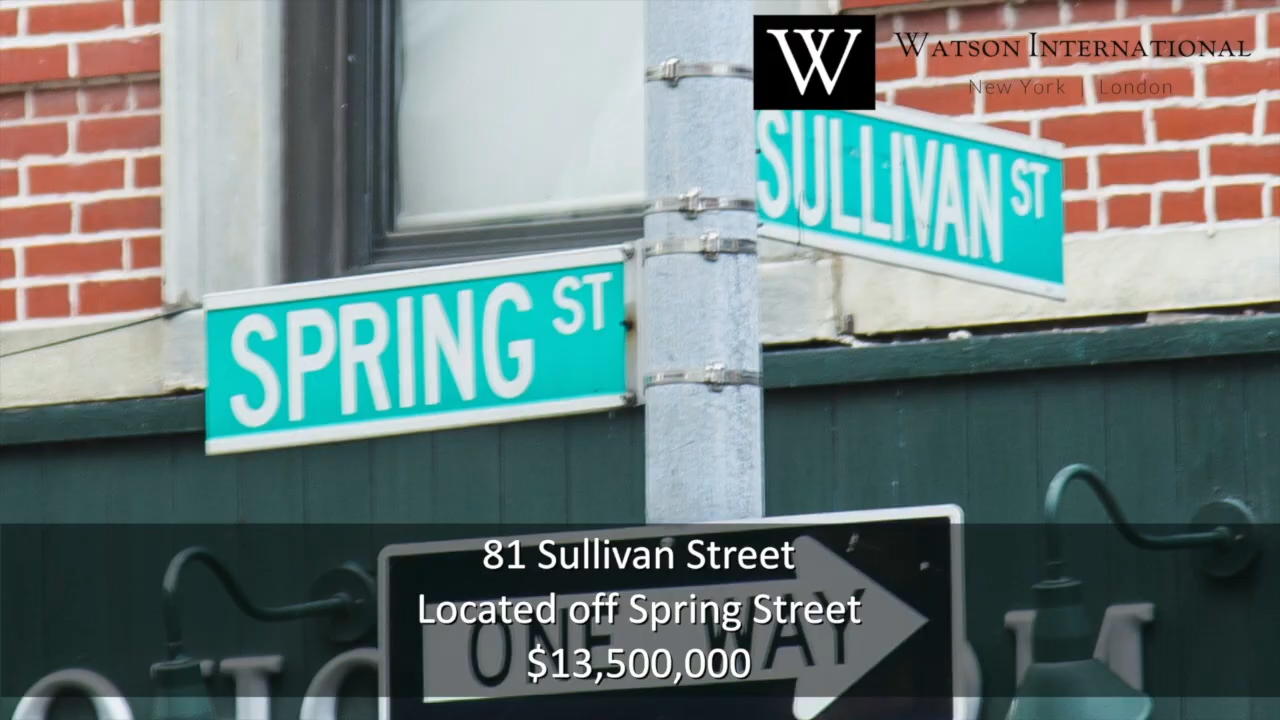 W
WATSON INTERNATIONAL
New York | London
SULLIVAN ST
SPRING ST
81 Sullivan Street
Located off Spring Street
$13,500,000
ONE WAY